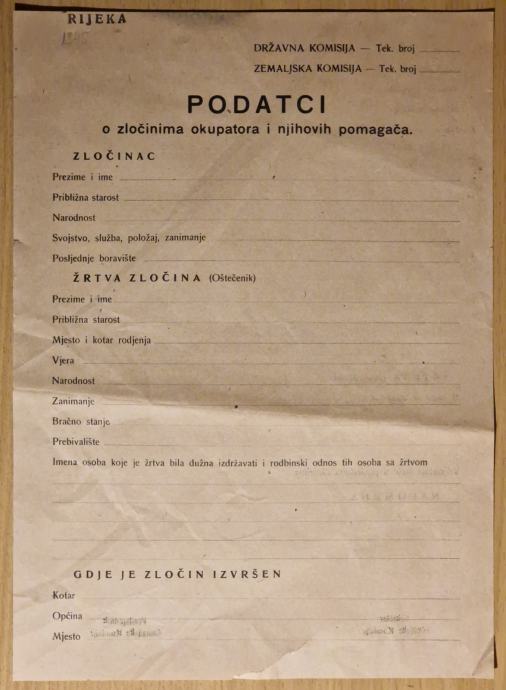 RIJEKA
1945
DRŽAVNA KOMISIJA — Tek. broj
ZEMALJSKA KOMISIJA — Tek. broj
PODATCI
o zločinima okupatora i njihovih pomagača.
ZLOČINAC
Prezime i ime
Približna starost
Narodnost
Svojstvo, služba, položaj, zanimanje
Posljednje boravište
ŽRTVA ZLOČINA (Oštečenik)
Prezime i ime
Približna starost
Mjesto i kotar rodjenja
Vjera
Narodnost
Zanimanje
Bračno stanje
Prebivalište
Imena osoba koje je žrtva bila dužna izdržavati i rodbinski odnos tih osoba sa žrtvom
GDJE JE ZLOČIN IZVRŠEN
Kotar
Općina
Mjesto